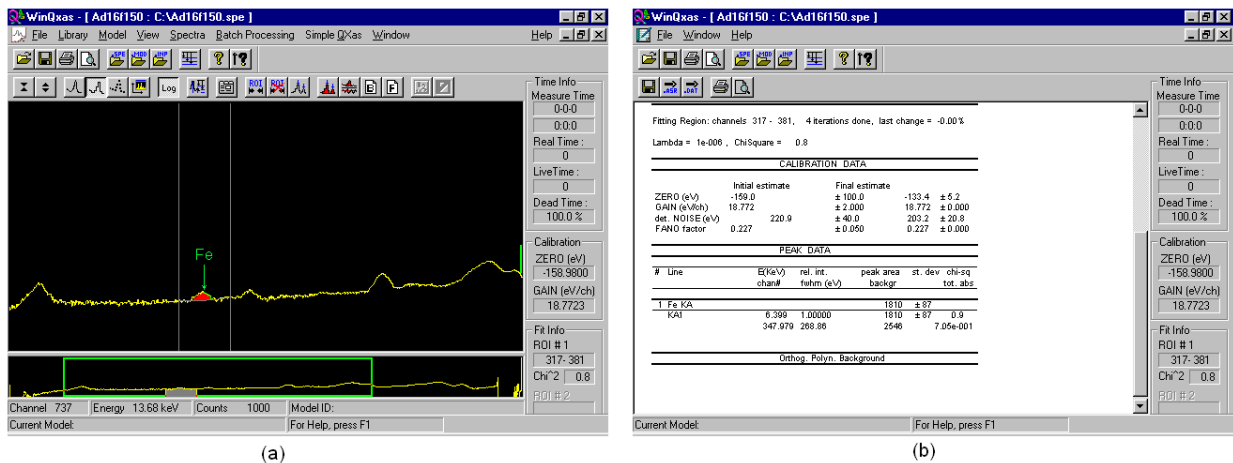 WinQxas - [ Ad16f150 : C:\Ad16f150.spe ]
File Library Model View Spectra Batch Processing Simple QXas Window Help
.SPE .MOD .IMP
Log ROI ROI B F
Fe
Time Info
Measure Time
0-0-0
0:0:0
Real Time :
0
LiveTime :
0
Dead Time :
100.0 %
Calibration
ZERO (eV)
-158.9800
GAIN (eV/ch)
18.7723
Fit Info
ROI # 1
317- 381
Chi^2 0.8
ROI # 2
Channel 737 Energy 13.68 keV Counts 1000 Model ID:
Current Model: For Help, press F1
(a)
WinQxas - [ Ad16f150 : C:\Ad16f150.spe ]
File Window Help
.SPE .MOD .IMP
.ASR .DAT
Fitting Region: channels 317 - 381, 4 iterations done, last change = -0.00 %
Lambda = 1e-006 , ChiSquare = 0.8
CALIBRATION DATA
Initial estimate Final estimate
ZERO (eV) -159.0 ± 100.0 -133.4 ± 5.2
GAIN (eV/ch) 18.772 ± 2.000 18.772 ± 0.000
det. NOISE (eV) 220.9 ± 40.0 203.2 ± 20.8
FANO factor 0.227 ± 0.050 0.227 ± 0.000
PEAK DATA
# Line E(KeV) rel. int. peak area st. dev chi-sq
chan# fwhm (eV) backgr tot. abs
1 Fe KA 1810 ± 87
KA1 6.399 1.00000 1810 ± 87 0.9
347.979 268.86 2546 7.05e-001
Orthog. Polyn. Background
Time Info
Measure Time
0-0-0
0:0:0
Real Time :
0
LiveTime :
0
Dead Time :
100.0 %
Calibration
ZERO (eV)
-158.9800
GAIN (eV/ch)
18.7723
Fit Info
ROI # 1
317- 381
Chi^2 0.8
ROI # 2
Current Model: For Help, press F1
(b)